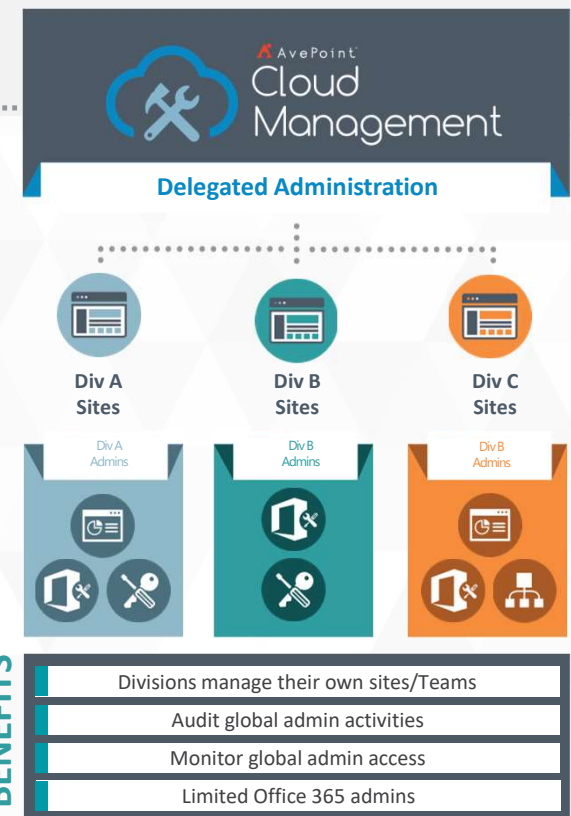 AvePoint
Cloud
Management
Delegated Administration
Div A
Sites
Div B
Sites
Div C
Sites
Div A
Admins
Div B
Admins
Div B
Admins
BENEFITS
Divisions manage their own sites/Teams
Audit global admin activities
Monitor global admin access
Limited Office 365 admins